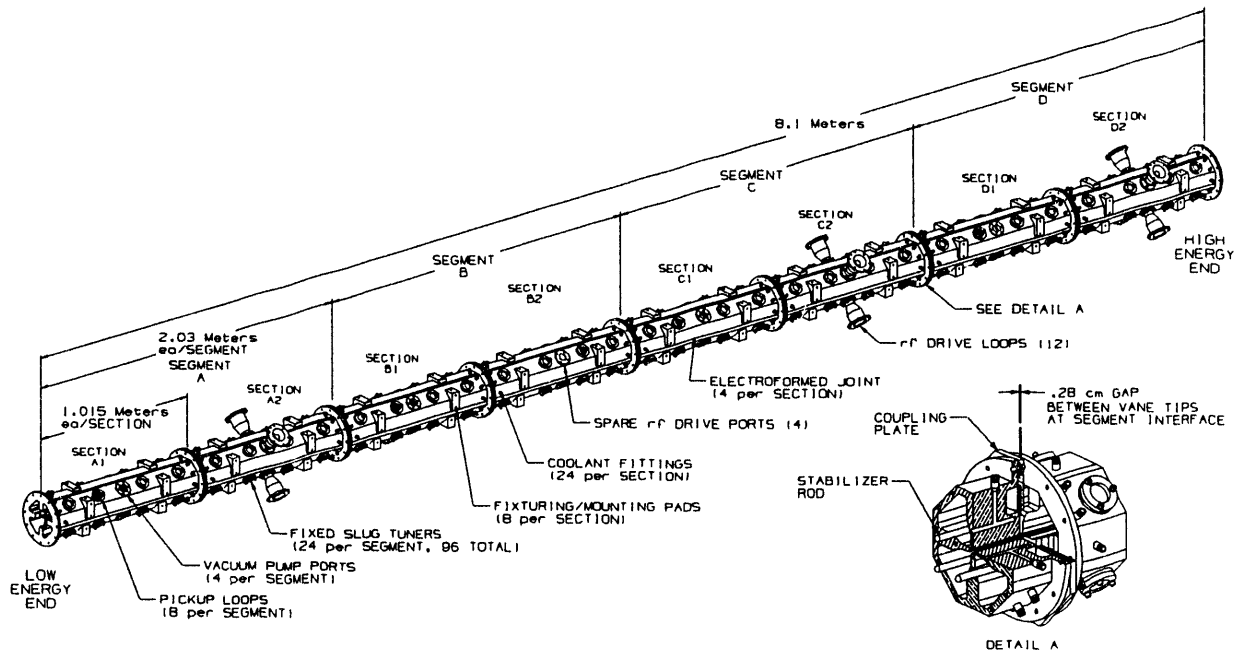 SEGMENT
D
8.1 Meters
SECTION
D2
SEGMENT
C
SECTION
D1
SECTION
C2
SEGMENT
B
SECTION
C1
HIGH
ENERGY
END
SECTION
B2
SEE DETAIL A
2.03 Meters
ea/SEGMENT
SEGMENT
A
SECTION
B1
rf DRIVE LOOPS (12)
SECTION
A2
ELECTROFORMED JOINT
(4 per SECTION)
.28 cm GAP
BETWEEN VANE TIPS
AT SEGMENT INTERFACE
1.015 Meters
ea/SECTION
COUPLING
PLATE
SPARE rf DRIVE PORTS (4)
SECTION
A1
COOLANT FITTINGS
(24 per SECTION)
STABILIZER
ROD
FIXTURING/MOUNTING PADS
(8 per SECTION)
FIXED SLUG TUNERS
(24 per SEGMENT, 96 TOTAL)
VACUUM PUMP PORTS
(4 per SEGMENT)
LOW
ENERGY
END
PICKUP LOOPS
(8 per SEGMENT)
DETAIL A